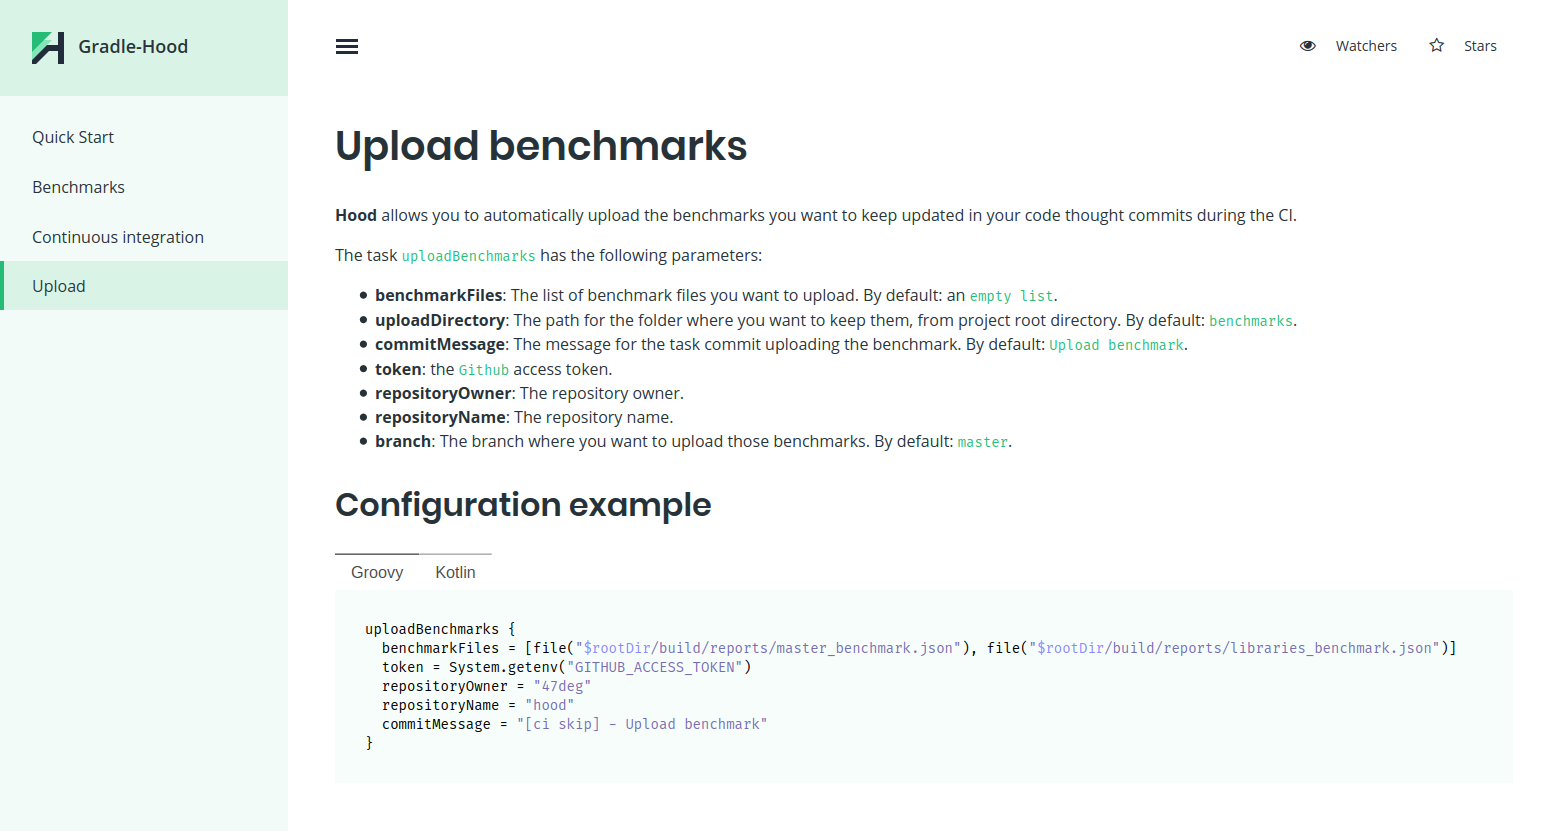 Gradle-Hood
Watchers
Stars
Quick Start
Benchmarks
Continuous integration
Upload
Upload benchmarks
Hood allows you to automatically upload the benchmarks you want to keep updated in your code thought commits during the CI.
The task uploadBenchmarks has the following parameters:
benchmarkFiles: The list of benchmark files you want to upload. By default: an empty list.
uploadDirectory: The path for the folder where you want to keep them, from project root directory. By default: benchmarks.
commitMessage: The message for the task commit uploading the benchmark. By default: Upload benchmark.
token: the Github access token.
repositoryOwner: The repository owner.
repositoryName: The repository name.
branch: The branch where you want to upload those benchmarks. By default: master.
Configuration example
Groovy Kotlin
uploadBenchmarks {
  benchmarkFiles = [file("$rootDir/build/reports/master_benchmark.json"), file("$rootDir/build/reports/libraries_benchmark.json")]
  token = System.getenv("GITHUB_ACCESS_TOKEN")
  repositoryOwner = "47deg"
  repositoryName = "hood"
  commitMessage = "[ci skip] - Upload benchmark"
}